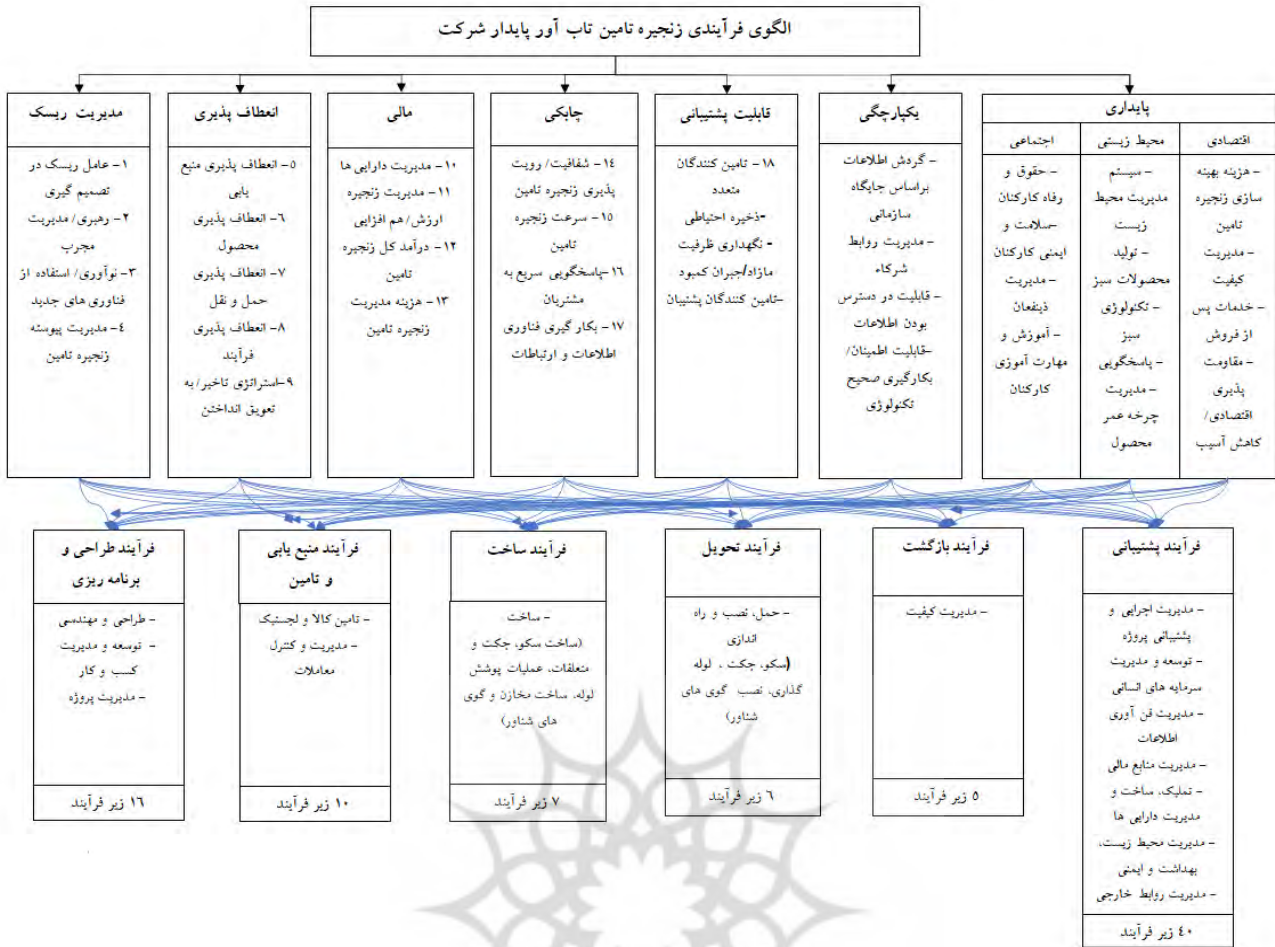 الگوی فرآیندی زنجیره تامین تاب آور پایدار شرکت
مدیریت ریسک
۱- عامل ریسک در
تصمیم گیری
۲- رهبری/ مدیریت
مجرب
۳- نوآوری/ استفاده از
فناوری های جدید
۴- مدیریت پیوسته
زنجیره تامین
انعطاف پذیری
۵- انعطاف پذیری منبع
یابی
۶- انعطاف پذیری
محصول
۷- انعطاف پذیری
حمل و نقل
۸- انعطاف پذیری
فرآیند
۹-استراتژی تاخیر/ به
تعویق انداختن
مالی
۱۰- مدیریت دارایی ها
۱۱- مدیریت زنجیره
ارزش/ هم افزایی
۱۲- درآمد کل زنجیره
تامین
۱۳- هزینه مدیریت
زنجیره تامین
چابکی
۱۴- شفافیت/ رویت
پذیری زنجیره تامین
۱۵- سرعت زنجیره
تامین
۱۶-پاسخگویی سریع به
مشتریان
۱۷- بکار گیری فناوری
اطلاعات و ارتباطات
قابلیت پشتیبانی
۱۸- تامین کنندگان
متعدد
-ذخیره احتیاطی
- نگهداری ظرفیت
مازاد/جبران کمبود
-تامین کنندگان پشتیبان
یکپارچگی
- گردش اطلاعات
براساس جایگاه
سازمانی
- مدیریت روابط
شرکاء
- قابلیت در دسترس
بودن اطلاعات
-قابلیت اطمینان/
بکارگیری صحیح
تکنولوژی
پایداری
اقتصادی
- هزینه بهینه
سازی زنجیره
تامین
- مدیریت
کیفیت
- خدمات پس
از فروش
- مقاومت
پذیری
اقتصادی/
کاهش آسیب
محیط زیستی
- سیستم
مدیریت محیط
زیست
- تولید
محصولات سبز
- تکنولوژی
سبز
- پاسخگویی
- مدیریت
چرخه عمر
محصول
اجتماعی
- حقوق و
رفاه کارکنان
-سلامت و
ایمنی کارکنان
- مدیریت
ذینفعان
- آموزش و
مهارت آموزی
کارکنان
فرآیند طراحی و
برنامه ریزی
- طراحی و مهندسی
- توسعه و مدیریت
کسب و کار
- مدیریت پروژه
۱۶ زیر فرآیند
فرآیند منبع یابی
و تامین
- تامین کالا و لجستیک
- مدیریت و کنترل
معاملات
۱۰ زیر فرآیند
فرآیند ساخت
- ساخت
(ساخت سکو، جکت و
متعلقات، عملیات پوشش
لوله، ساخت مخازن و گوی
های شناور)
۷ زیر فرآیند
فرآیند تحویل
- حمل، نصب و راه
اندازی
(سکو، جکت ، لوله
گذاری، نصب گوی های
شناور)
۶ زیر فرآیند
فرآیند بازگشت
- مدیریت کیفیت
۵ زیر فرآیند
فرآیند پشتیبانی
- مدیریت اجرایی و
پشتیبانی پروژه
- توسعه و مدیریت
سرمایه های انسانی
- مدیریت فن آوری
اطلاعات
- مدیریت منابع مالی
- تملیک، ساخت و
مدیریت دارایی ها
- مدیریت محیط زیست،
بهداشت و ایمنی
- مدیریت روابط خارجی
٤۰ زیر فرآیند